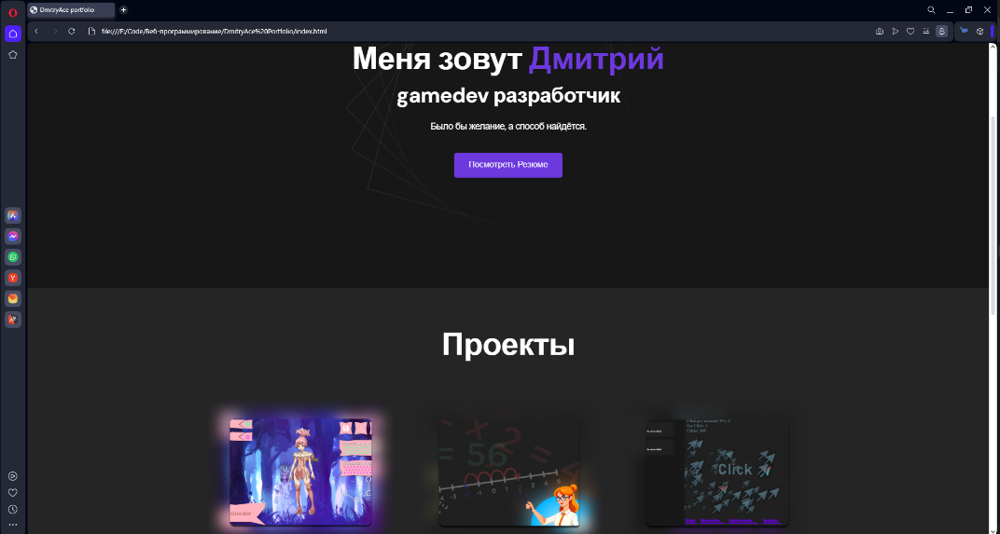 DmitryAce portfolio
file:///F:/Code/Веб-программирование/DmitryAce%20Portfolio/index.html
Меня зовут Дмитрий
gamedev разработчик
Было бы желание, а способ найдётся.
Посмотреть Резюме
Проекты
= 56
Click